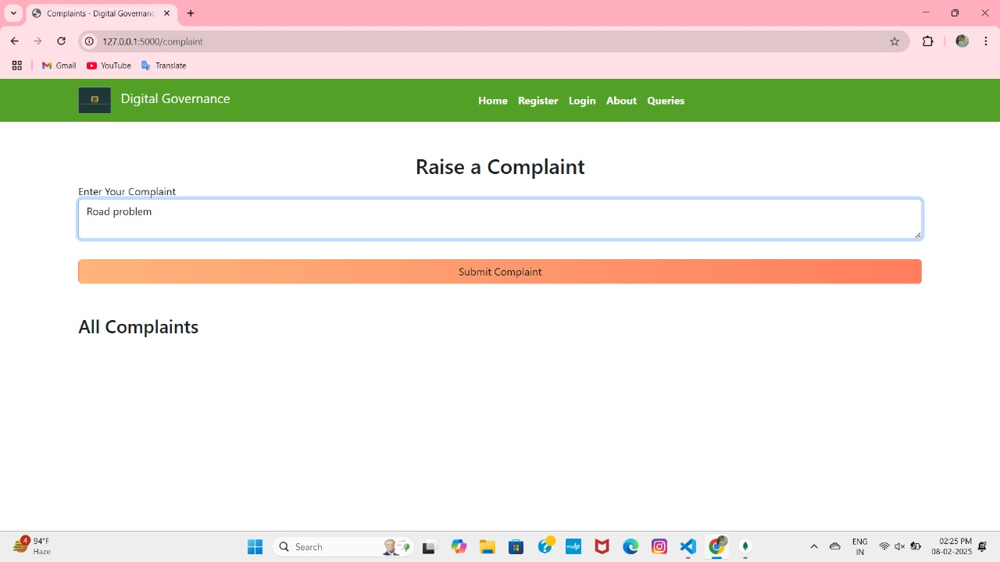 Complaints - Digital Governanc
127.0.0.1:5000/complaint
Gmail
YouTube
Translate
Digital Governance
Home
Register
Login
About
Queries
Raise a Complaint
Enter Your Complaint
Road problem
Submit Complaint
All Complaints
4
94°F
Haze
Search
myhp
ENG
IN
02:25 PM
08-02-2025